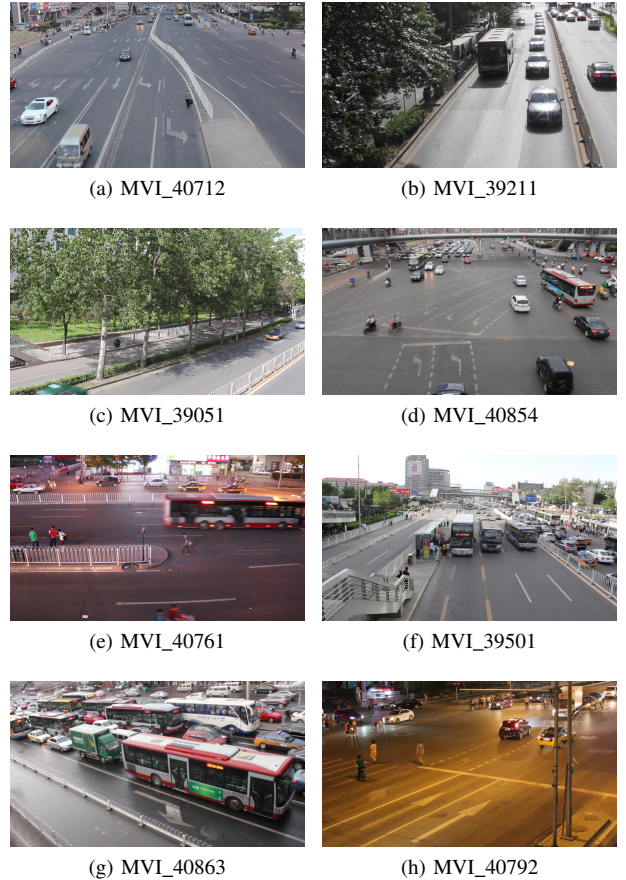 (a) MVI_40712
(b) MVI_39211
(c) MVI_39051
(d) MVI_40854
(e) MVI_40761
(f) MVI_39501
(g) MVI_40863
(h) MVI_40792